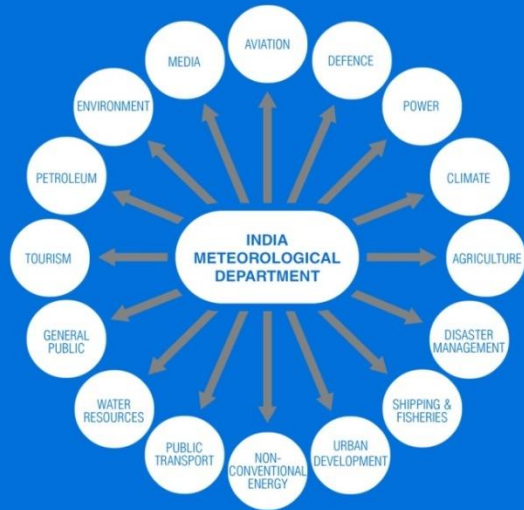 AVIATION
DEFENCE
POWER
CLIMATE
AGRICULTURE
DISASTER
MANAGEMENT
SHIPPING &
FISHERIES
URBAN
DEVELOPMENT
NON-
CONVENTIONAL
ENERGY
PUBLIC
TRANSPORT
WATER
RESOURCES
GENERAL
PUBLIC
TOURISM
PETROLEUM
ENVIRONMENT
MEDIA
INDIA
METEOROLOGICAL
DEPARTMENT